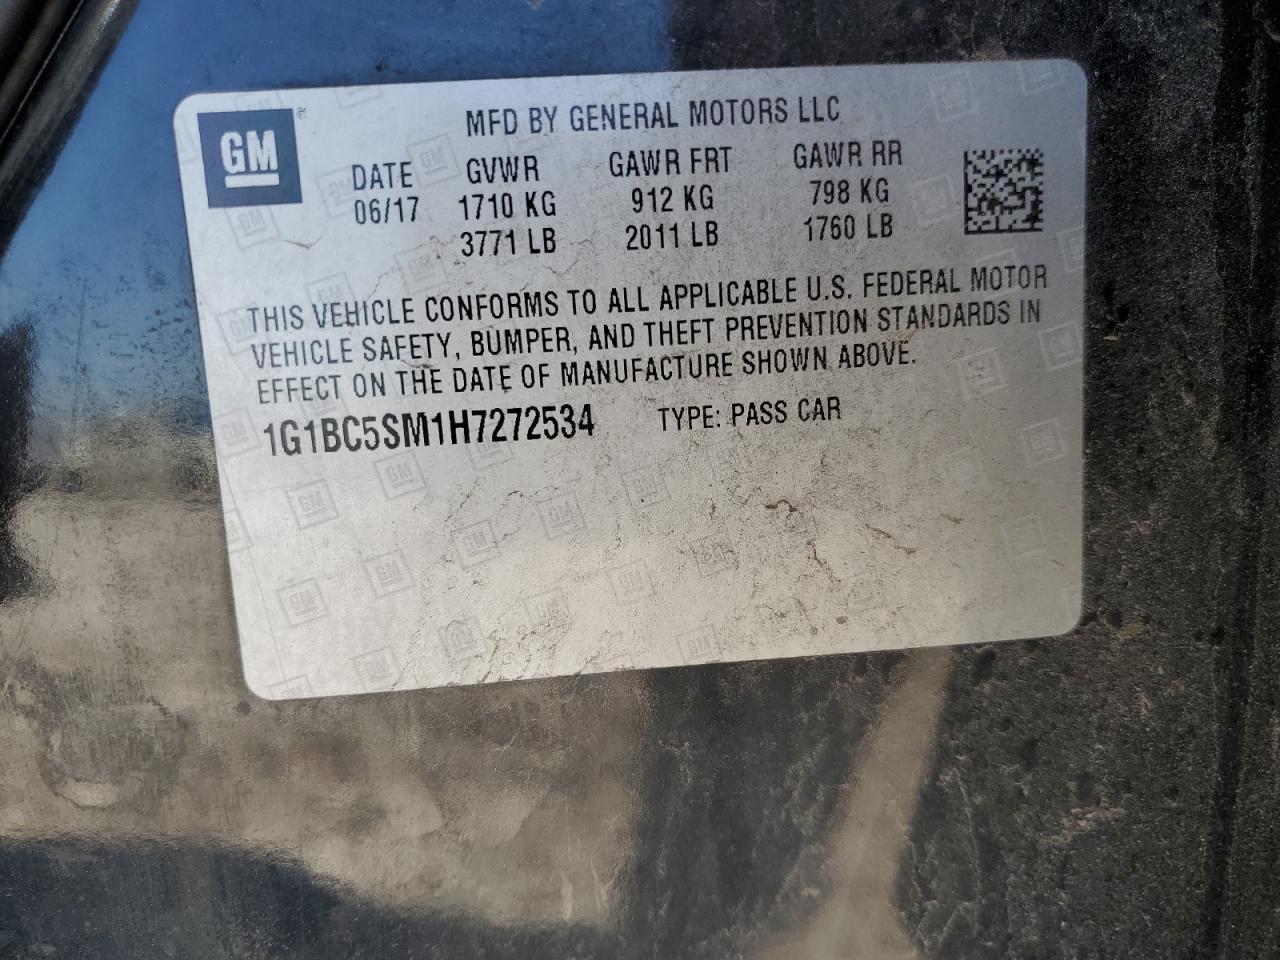 GM
MFD BY GENERAL MOTORS LLC
DATE GVWR GAWR FRT GAWR RR
06/17 1710 KG 912 KG 798 KG
3771 LB 2011 LB 1760 LB
THIS VEHICLE CONFORMS TO ALL APPLICABLE U.S. FEDERAL MOTOR
VEHICLE SAFETY, BUMPER, AND THEFT PREVENTION STANDARDS IN
EFFECT ON THE DATE OF MANUFACTURE SHOWN ABOVE.
1G1BC5SM1H7272534 TYPE: PASS CAR